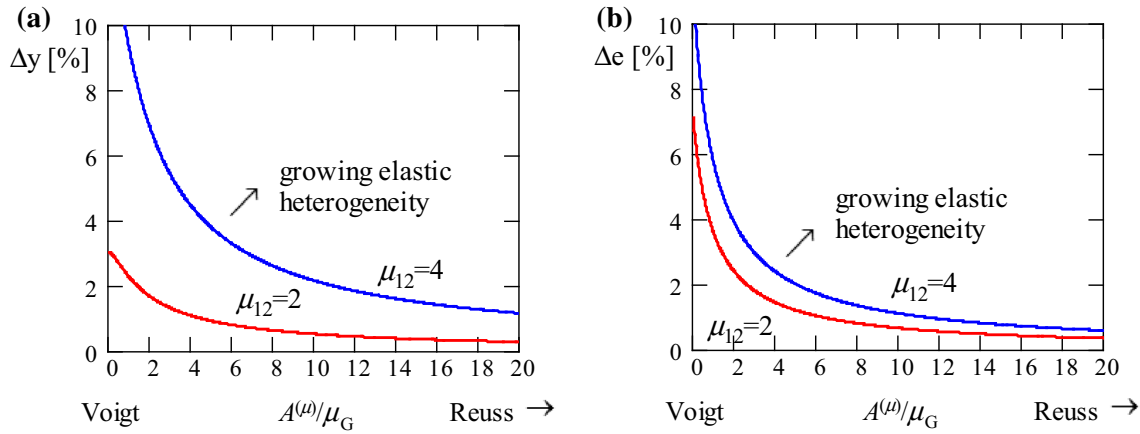 (a)
10
Δy [%]
8
6
4
2
0
growing elastic
heterogeneity
μ12=4
μ12=2
0 2 4 6 8 10 12 14 16 18 20
Voigt A(μ)/μG Reuss →
(b)
10
Δe [%]
8
6
4
2
0
growing elastic
heterogeneity
μ12=4
μ12=2
0 2 4 6 8 10 12 14 16 18 20
Voigt A(μ)/μG Reuss →